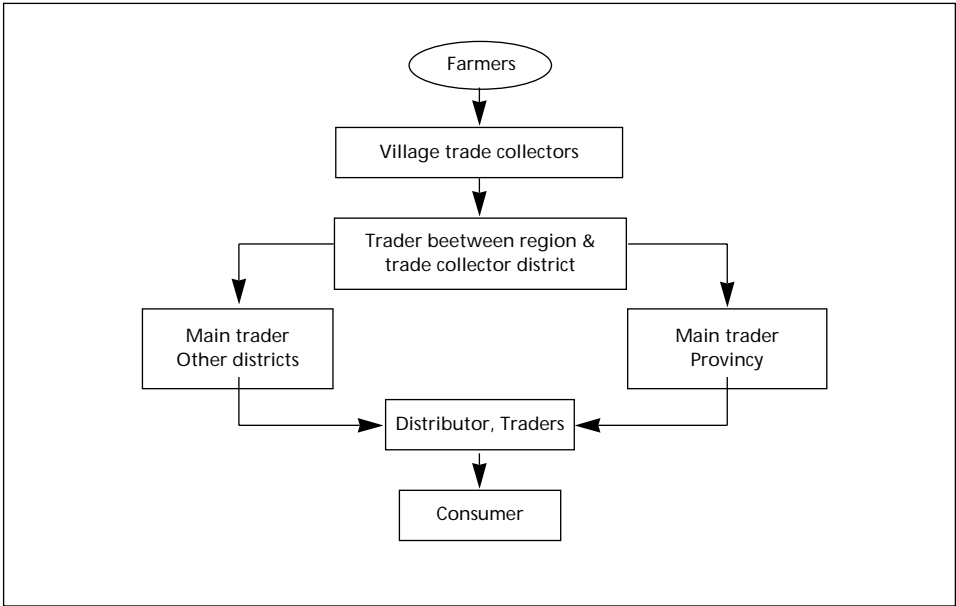 Farmers
Village trade collectors
Trader beetween region &
trade collector district
Main trader
Other districts
Main trader
Provincy
Distributor, Traders
Consumer